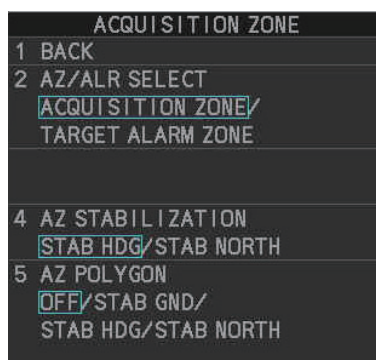 ACQUISITION ZONE
1 BACK
2 AZ/ALR SELECT
ACQUISITION ZONE/
TARGET ALARM ZONE
4 AZ STABILIZATION
STAB HDG/STAB NORTH
5 AZ POLYGON
OFF/STAB GND/
STAB HDG/STAB NORTH